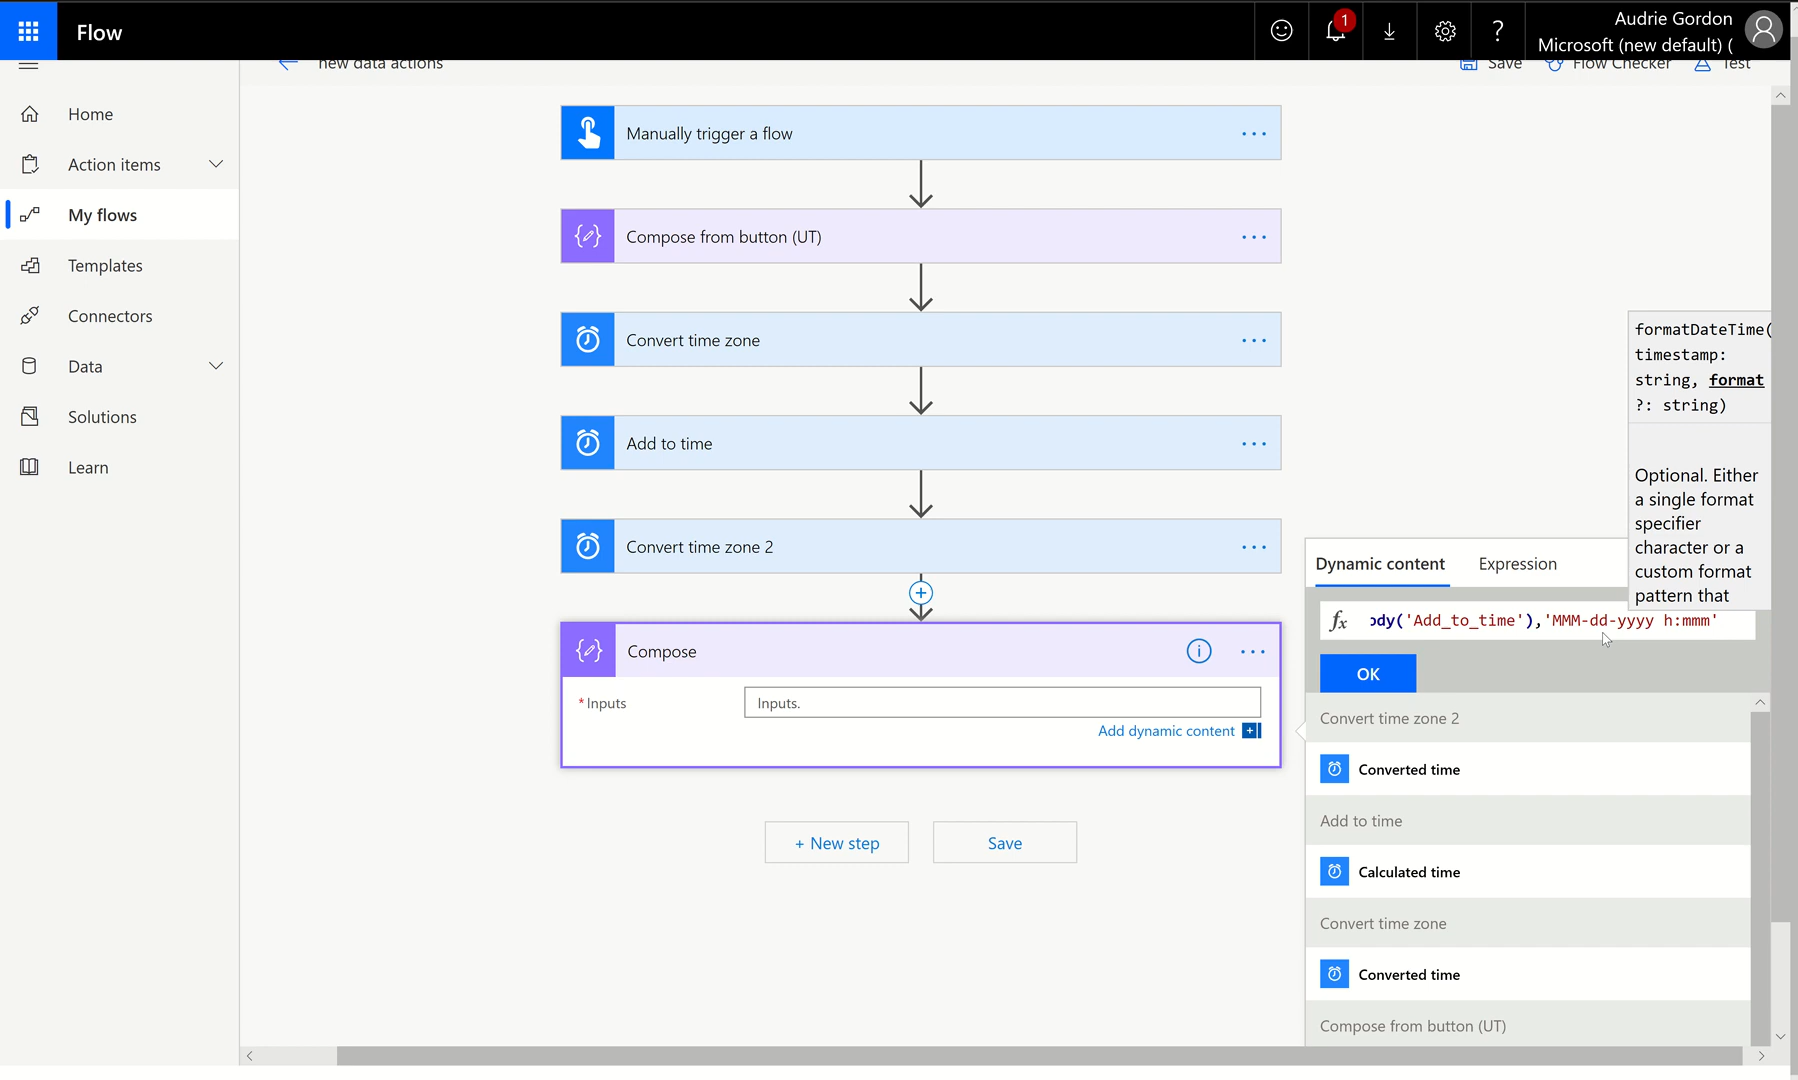 Flow
1
?
Audrie Gordon
Microsoft (new default) (
new data actions
Save
Flow Checker
Test
Home
Action items
My flows
Templates
Connectors
Data
Solutions
Learn
Manually trigger a flow
Compose from button (UT)
Convert time zone
Add to time
Convert time zone 2
Compose
* Inputs
Inputs.
Add dynamic content
+ New step
Save
formatDateTime(
timestamp:
string, format
?: string)
Optional. Either
a single format
specifier
character or a
custom format
pattern that
Dynamic content
Expression
fx
ody('Add_to_time'),'MMM-dd-yyyy h:mmm'
OK
Convert time zone 2
Converted time
Add to time
Calculated time
Convert time zone
Converted time
Compose from button (UT)